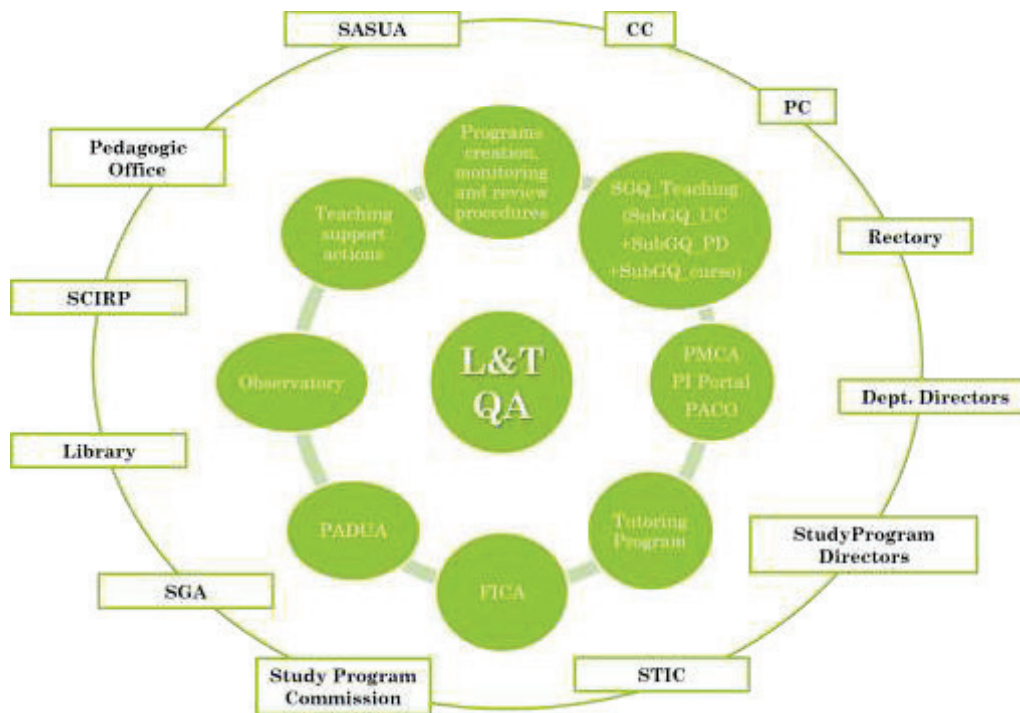 SASUA
CC
PC
Pedagogic
Office
Programs
creation,
monitoring
and review
procedures
SGQ_Teaching
(SubGQ_UC
+SubGQ_PD
+SubGQ_curso)
Teaching
support
actions
Rectory
SCIRP
L&T
QA
Observatory
PMCA
PI Portal
PACO
Dept. Directors
Library
PADUA
Tutoring
Program
StudyProgram
Directors
FICA
SGA
Study Program
Commission
STIC